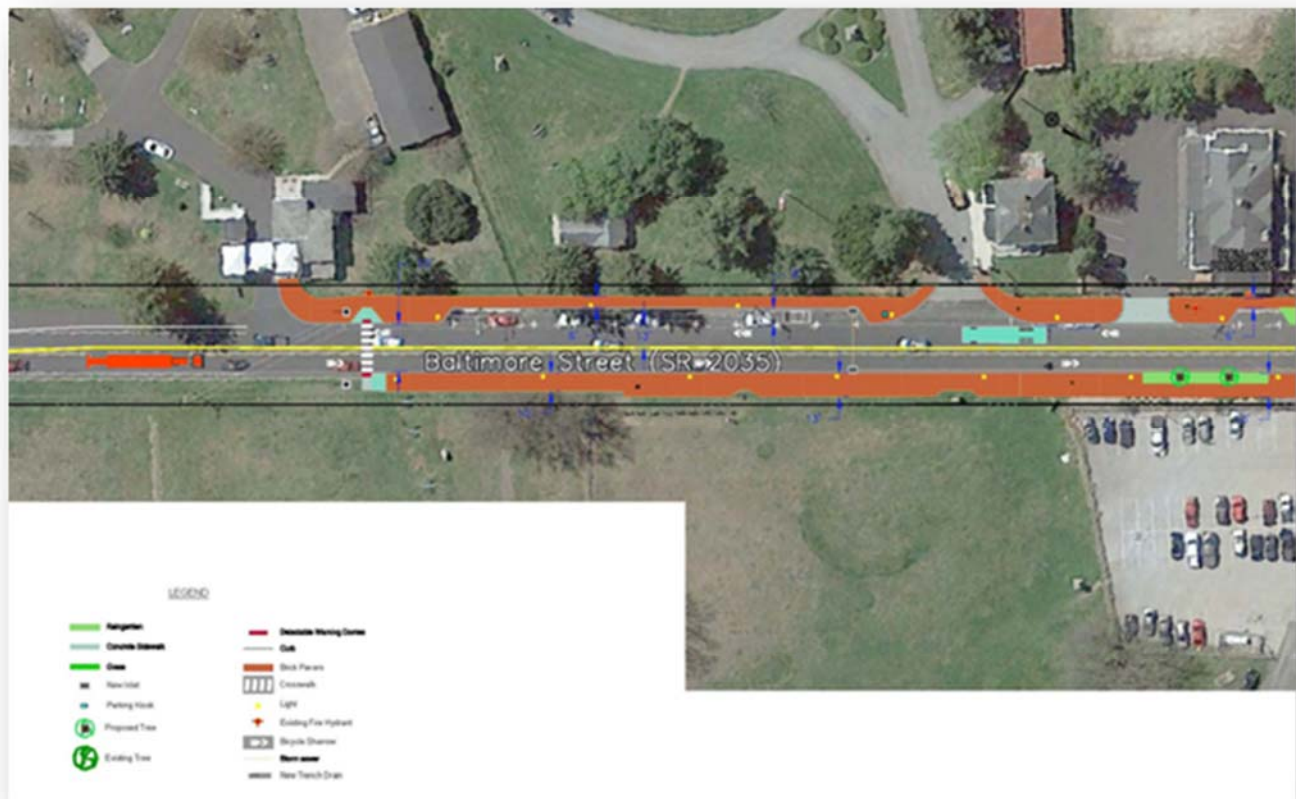 Baltimore Street (SR 2035)
LEGEND
Raingarden
Concrete Sidewalk
Grass
New Inlet
Parking Kiosk
Proposed Tree
Existing Tree
Detectable Warning Domes
Curb
Brick Pavers
Crosswalk
Light
Existing Fire Hydrant
Bicycle Sharrow
Storm sewer
New Trench Drain
13'